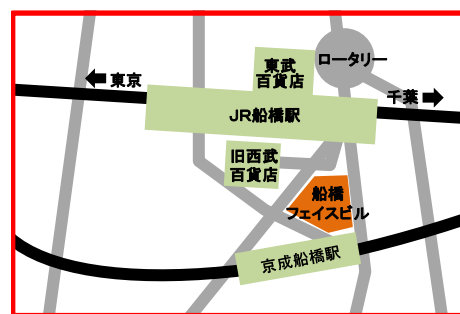 ロータリー
東武
百貨店
東京
千葉
JR船橋駅
旧西武
百貨店
船橋
フェイスビル
京成船橋駅